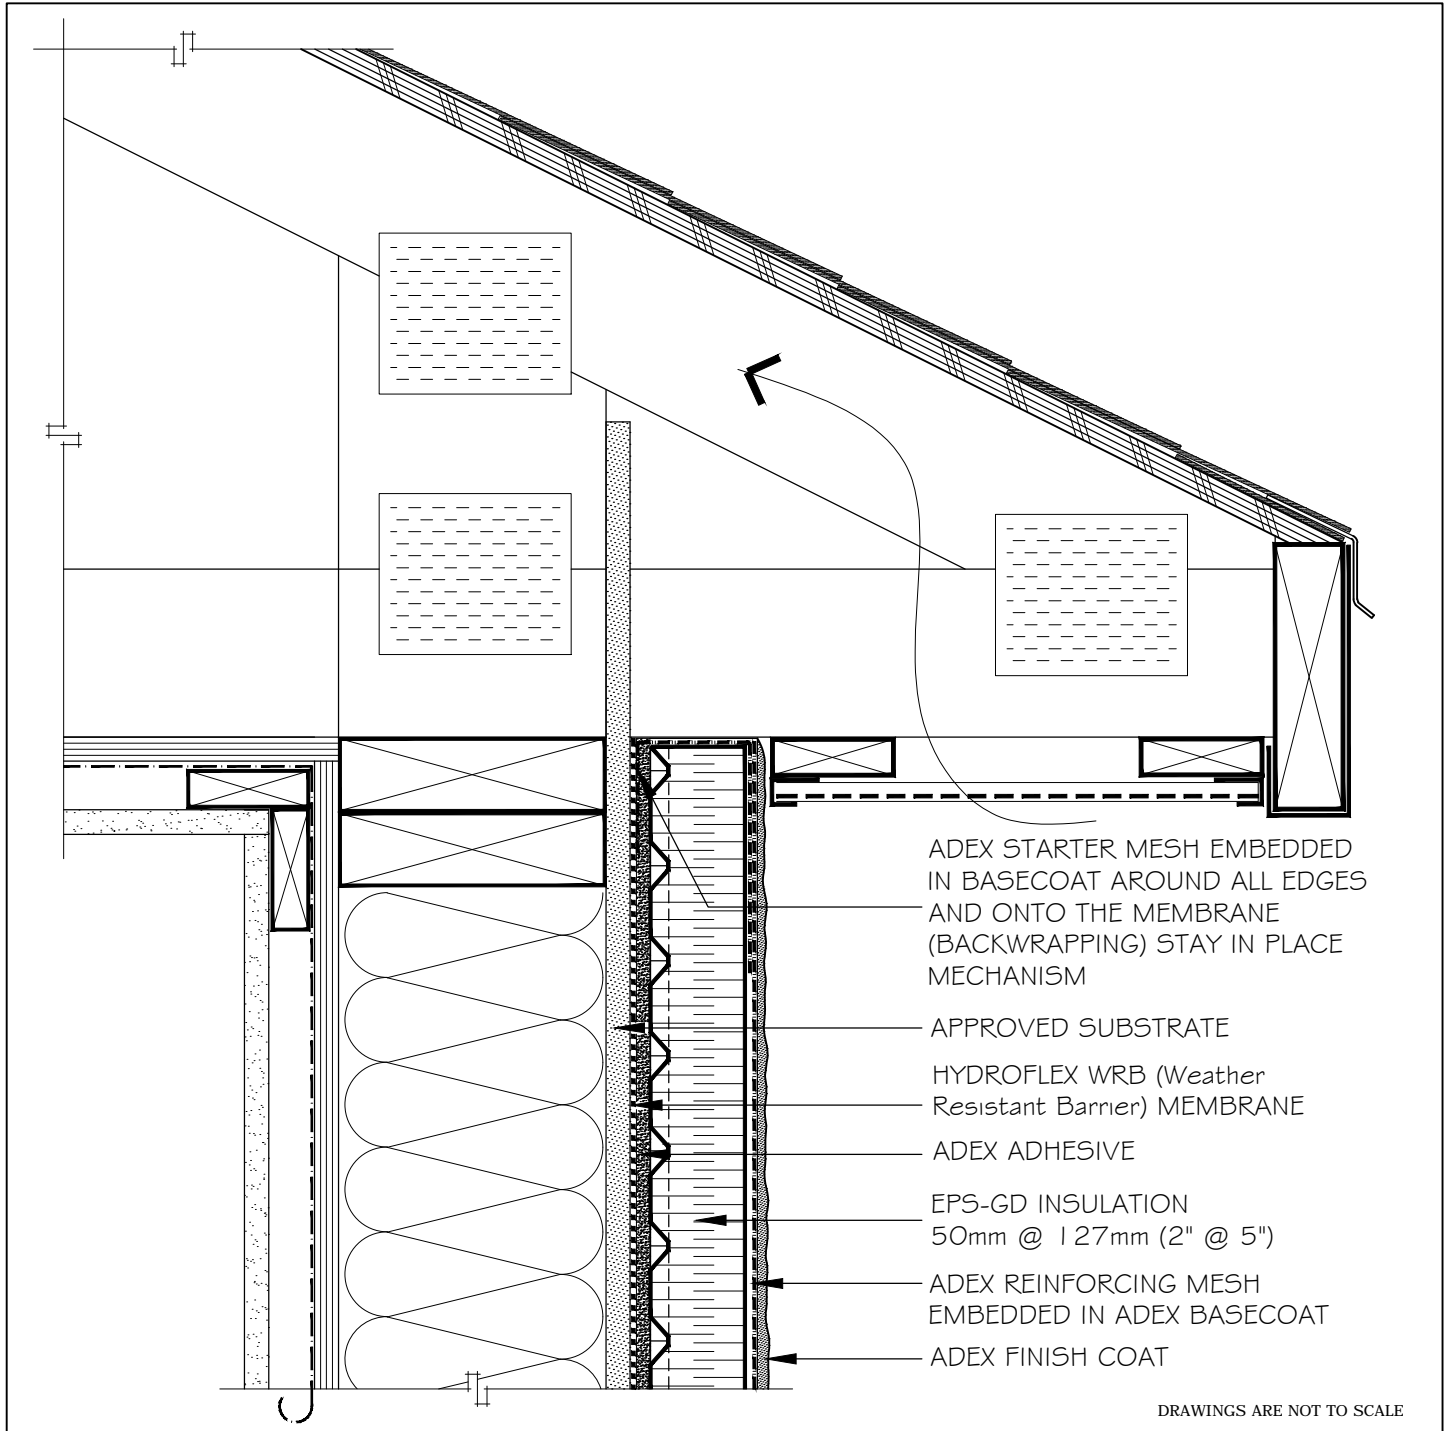 ADEX STARTER MESH EMBEDDED
IN BASECOAT AROUND ALL EDGES
AND ONTO THE MEMBRANE
(BACKWRAPPING) STAY IN PLACE
MECHANISM
APPROVED SUBSTRATE
HYDROFLEX WRB (Weather
Resistant Barrier) MEMBRANE
ADEX ADHESIVE
EPS-GD INSULATION
50mm @ 127mm (2" @ 5")
ADEX REINFORCING MESH
EMBEDDED IN ADEX BASECOAT
ADEX FINISH COAT
DRAWINGS ARE NOT TO SCALE